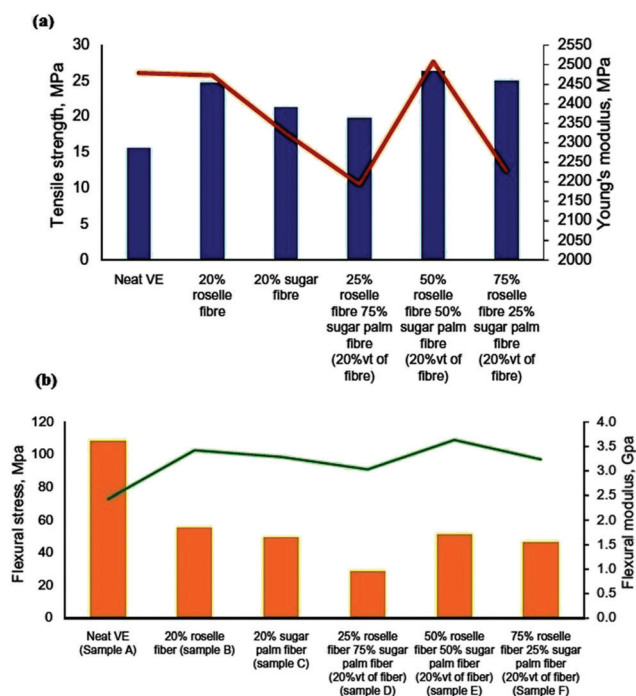 (a)
Tensile strength, MPa
30
25
20
15
10
5
0
2550
2500
2450
2400
2350
2300
2250
2200
2150
2100
2050
2000
Young's modulus, MPa
Neat VE
20%
roselle
fibre
20% sugar
fibre
25%
roselle
fibre 75%
sugar palm
fibre
(20%vt of
fibre)
50%
roselle
fibre 50%
sugar palm
fibre
(20%vt of
fibre)
75%
roselle
fibre 25%
sugar palm
fibre
(20%vt of
fibre)
(b)
Flexural stress, Mpa
120
100
80
60
40
20
0
4.0
3.5
3.0
2.5
2.0
1.5
1.0
0.5
0.0
Flexural modulus, Gpa
Neat VE
(Sample A)
20% roselle
fiber (sample B)
20% sugar
palm fiber
(sample C)
25% roselle
fiber 75% sugar
palm fiber
(20%vt of fiber)
(sample D)
50% roselle
fiber 50% sugar
palm fiber
(20%vt of fiber)
(sample E)
75% roselle
fiber 25% sugar
palm fiber
(20%vt of fiber)
(Sample F)